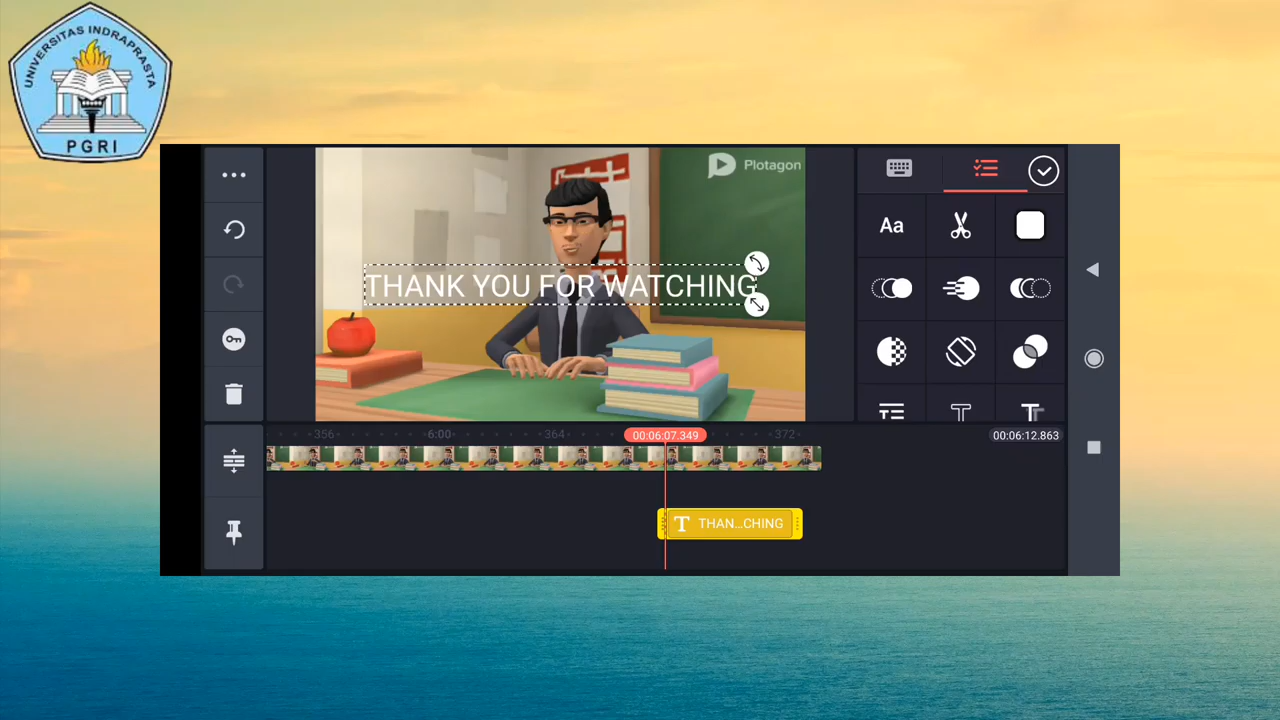 UNIVERSITAS INDRAPRASTA
PGRI
Plotagon
THANK YOU FOR WATCHING
Aa
356
6:00
364
00:06:07.349
372
00:06:12.863
T THAN...CHING